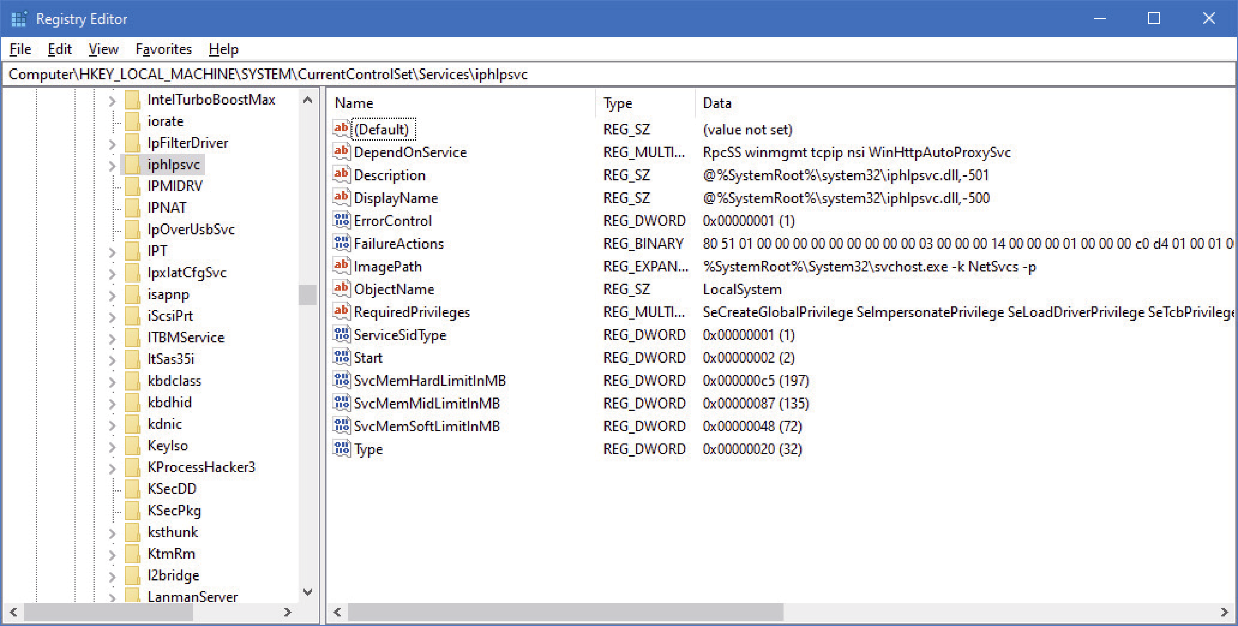 Registry Editor
File Edit View Favorites Help
Computer\HKEY_LOCAL_MACHINE\SYSTEM\CurrentControlSet\Services\iphlpsvc
IntelTurboBoostMax
iorate
IpFilterDriver
iphlpsvc
IPMIDRV
IPNAT
IpOverUsbSvc
IPT
IpxlatCfgSvc
isapnp
iScsiPrt
ITBMService
ItSas35i
kbdclass
kbdhid
kdnic
KeyIso
KProcessHacker3
KSecDD
KSecPkg
ksthunk
KtmRm
l2bridge
LanmanServer
Name Type Data
ab (Default) REG_SZ (value not set)
ab DependOnService REG_MULTI... RpcSS winmgmt tcpip nsi WinHttpAutoProxySvc
ab Description REG_SZ @%SystemRoot%\system32\iphlpsvc.dll,-501
ab DisplayName REG_SZ @%SystemRoot%\system32\iphlpsvc.dll,-500
ErrorControl REG_DWORD 0x00000001 (1)
FailureActions REG_BINARY 80 51 01 00 00 00 00 00 00 00 00 00 03 00 00 00 14 00 00 00 01 00 00 00 c0 d4 01 00 01 0
ab ImagePath REG_EXPAN... %SystemRoot%\System32\svchost.exe -k NetSvcs -p
ab ObjectName REG_SZ LocalSystem
ab RequiredPrivileges REG_MULTI... SeCreateGlobalPrivilege SeImpersonatePrivilege SeLoadDriverPrivilege SeTcbPrivilege
ServiceSidType REG_DWORD 0x00000001 (1)
Start REG_DWORD 0x00000002 (2)
SvcMemHardLimitInMB REG_DWORD 0x000000c5 (197)
SvcMemMidLimitInMB REG_DWORD 0x00000087 (135)
SvcMemSoftLimitInMB REG_DWORD 0x00000048 (72)
Type REG_DWORD 0x00000020 (32)